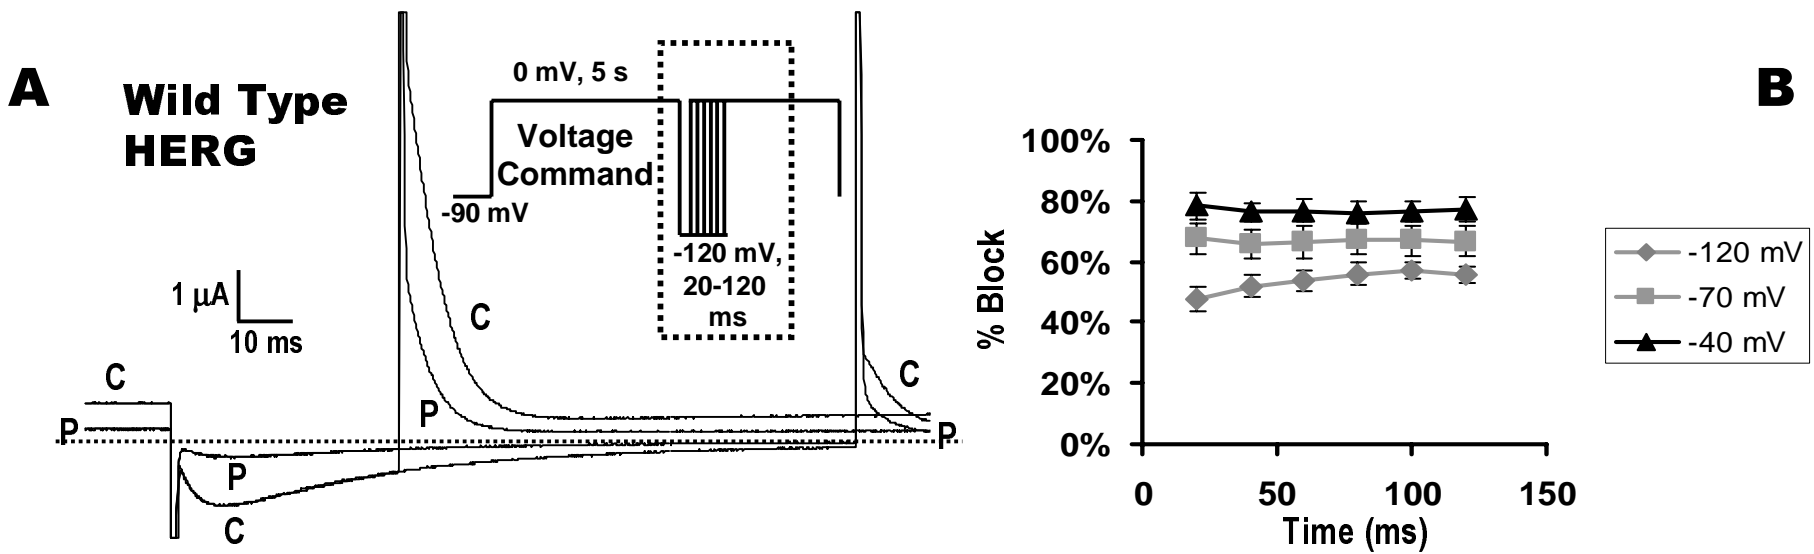 A
Wild Type
HERG
0 mV, 5 s
Voltage
Command
-90 mV
-120 mV,
20-120
ms
1 μA
10 ms
C
P
C
P
P
C
C
P
B
100%
80%
60%
40%
20%
0%
% Block
0 50 100 150
Time (ms)
-120 mV
-70 mV
-40 mV